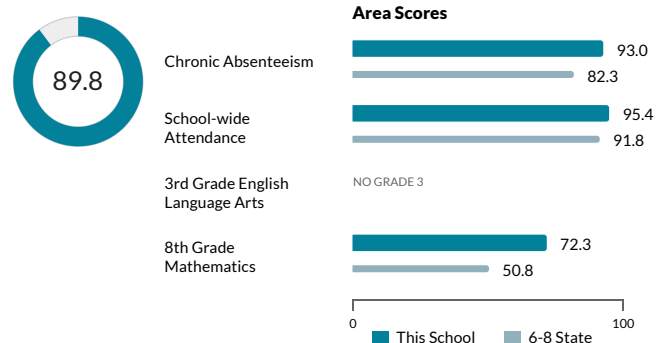 Area Scores
89.8
Chronic Absenteeism
93.0
82.3
School-wide
Attendance
95.4
91.8
3rd Grade English
Language Arts
NO GRADE 3
8th Grade
Mathematics
72.3
50.8
0
100
This School
6-8 State